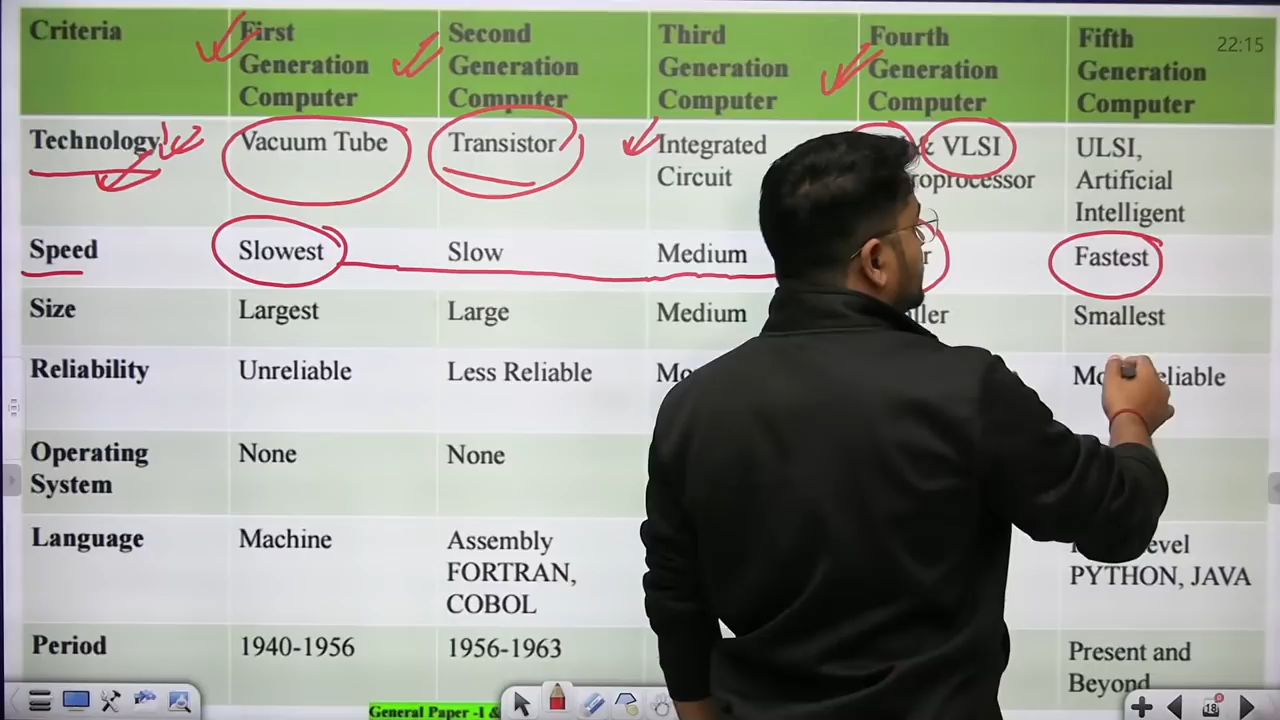 Criteria
First
Generation
Computer
Second
Generation
Computer
Third
Generation
Computer
Fourth
Generation
Computer
Fifth
Generation
Computer
22:15
Technology
Vacuum Tube
Transistor
Integrated
Circuit
& VLSI
ULSI,
Artificial
Intelligent
Speed
Slowest
Slow
Medium
Fastest
Size
Largest
Large
Medium
Smallest
Reliability
Unreliable
Less Reliable
Operating
System
None
None
Language
Machine
Assembly
FORTRAN,
COBOL
PYTHON, JAVA
Period
1940-1956
1956-1963
Present and
Beyond
General Paper -I &
18